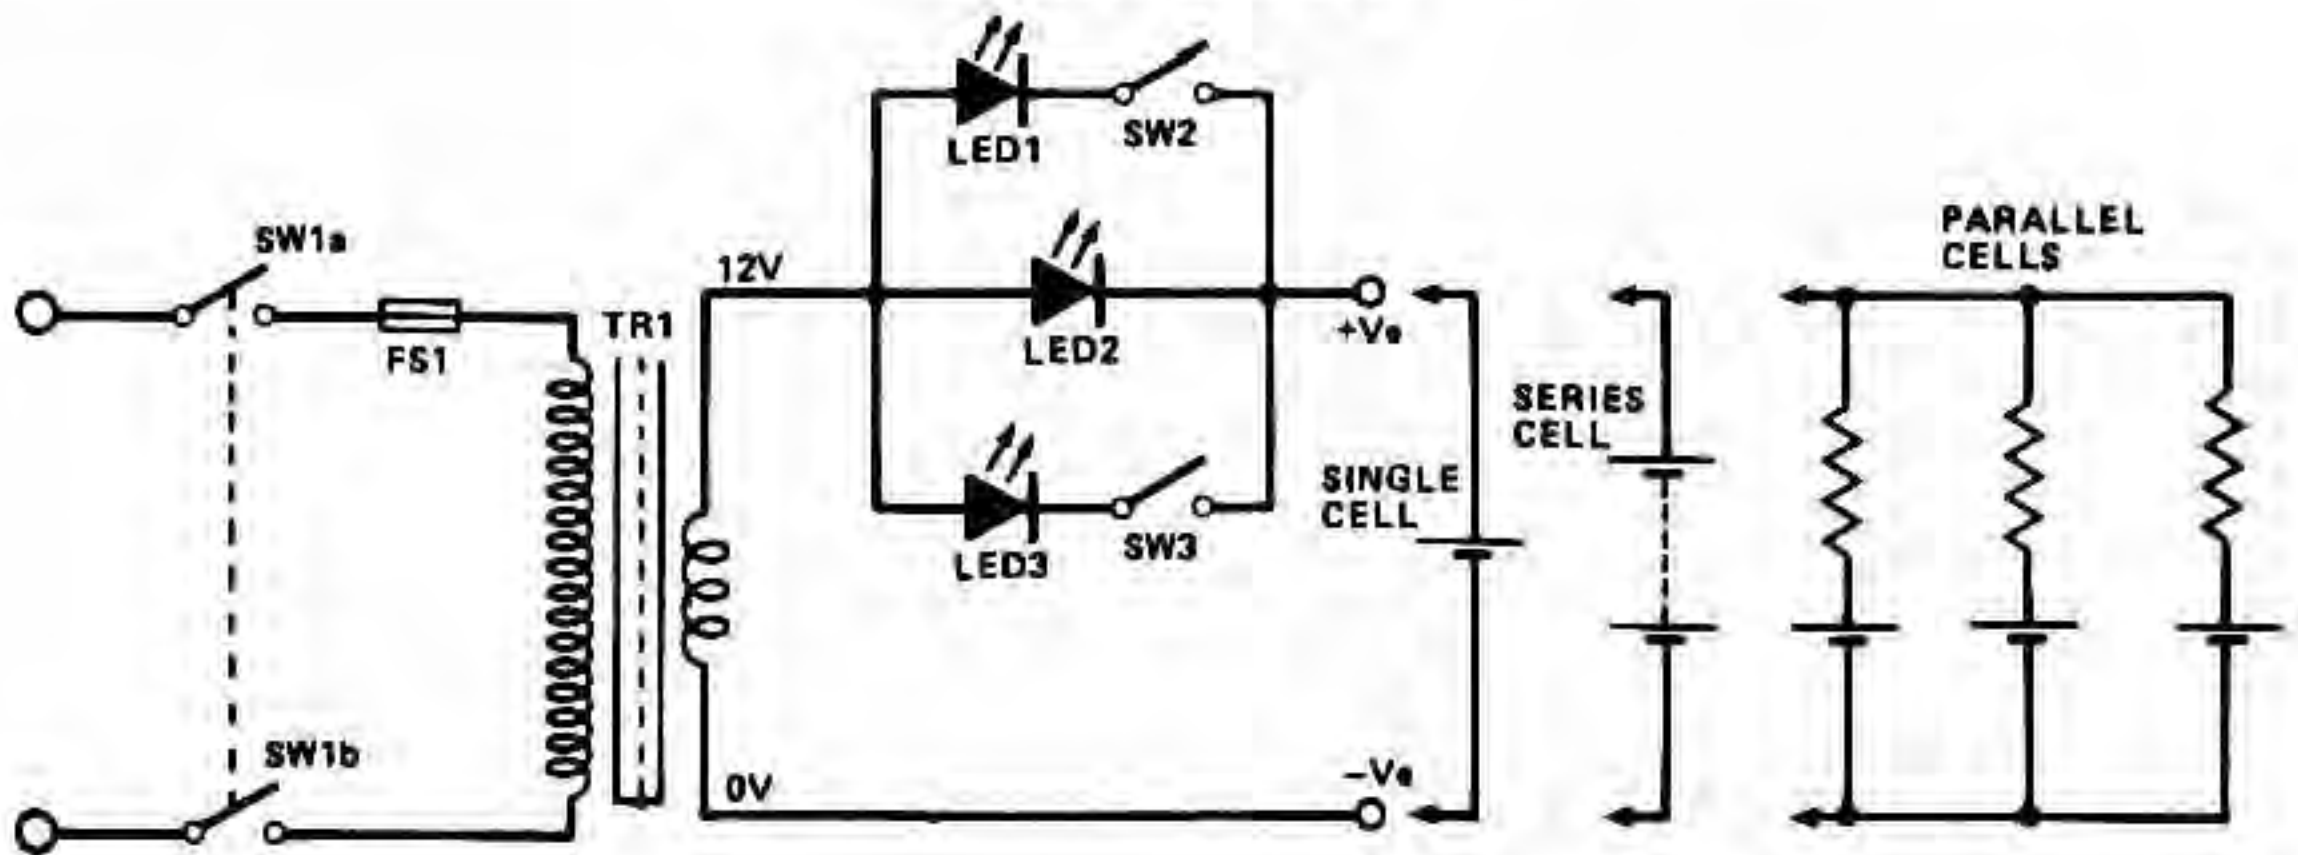 SW1a
FS1
TR1
SW1b
12V
0V
LED1
SW2
LED2
LED3
SW3
+Ve
-Ve
SINGLE
CELL
SERIES
CELL
PARALLEL
CELLS